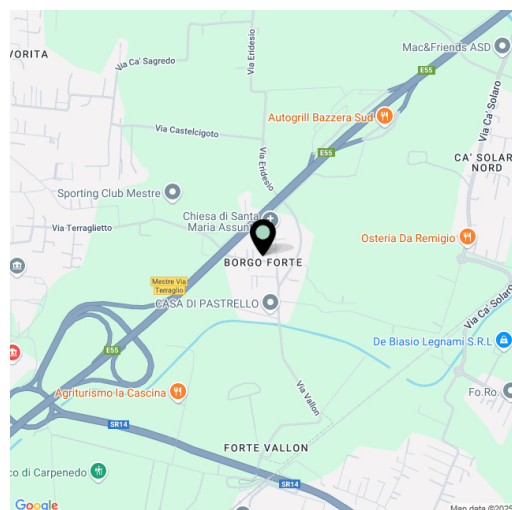 Mac&Friends ASD
VORITA
Via Ca' Sagredo
Via Eridesio
E55
Via Ca' Solaro
Autogrill Bazzera Sud
Via Castelcigoto
E55
Via Eridesio
CA' SOLARO
NORD
Sporting Club Mestre
Chiesa di Santa
Maria Assunta
Via Terraglietto
Osteria Da Remigio
BORGO FORTE
Mestre Via
Terraglio
CASA DI PASTRELLO
Via Ca' Solaro
De Biasio Legnami S.R.L
E55
Agriturismo la Cascina
Fo.Ro.
Via Vallon
SR14
FORTE VALLON
co di Carpenedo
SR14
Google
Map data ©2025